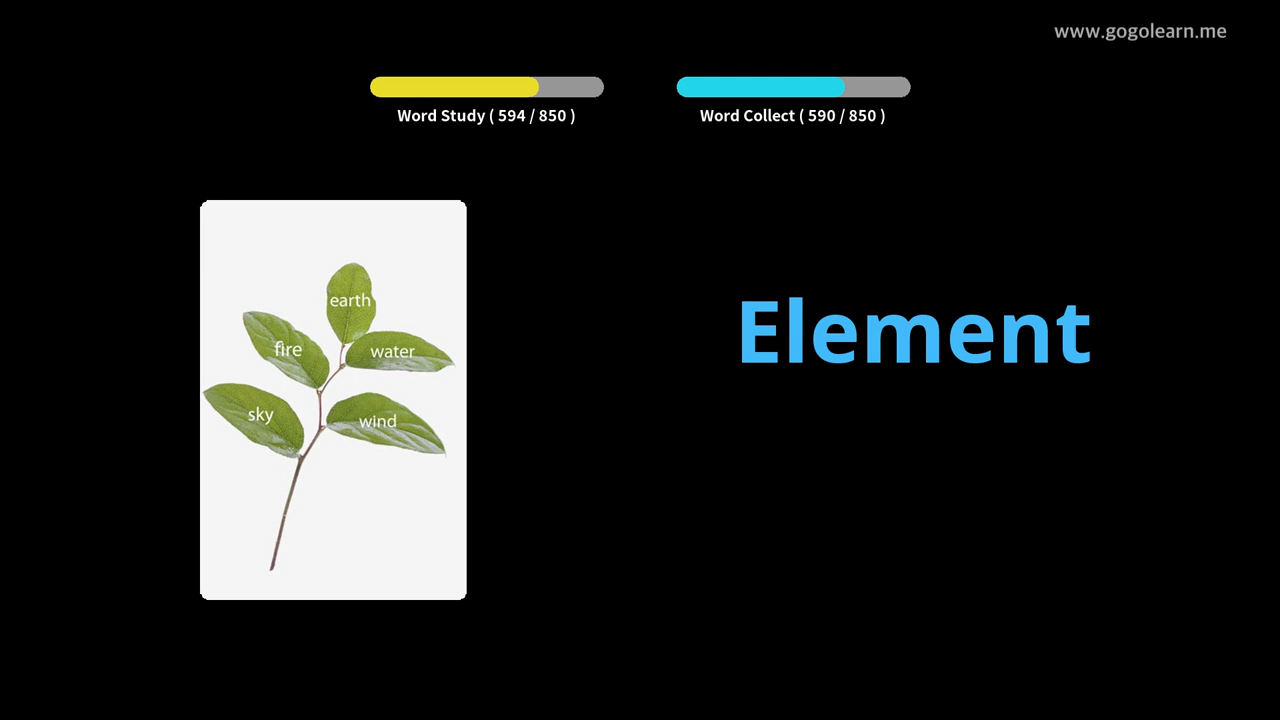 www.gogolearn.me
Word Study ( 594 / 850 )
Word Collect ( 590 / 850 )
earth
fire
water
sky
wind
Element